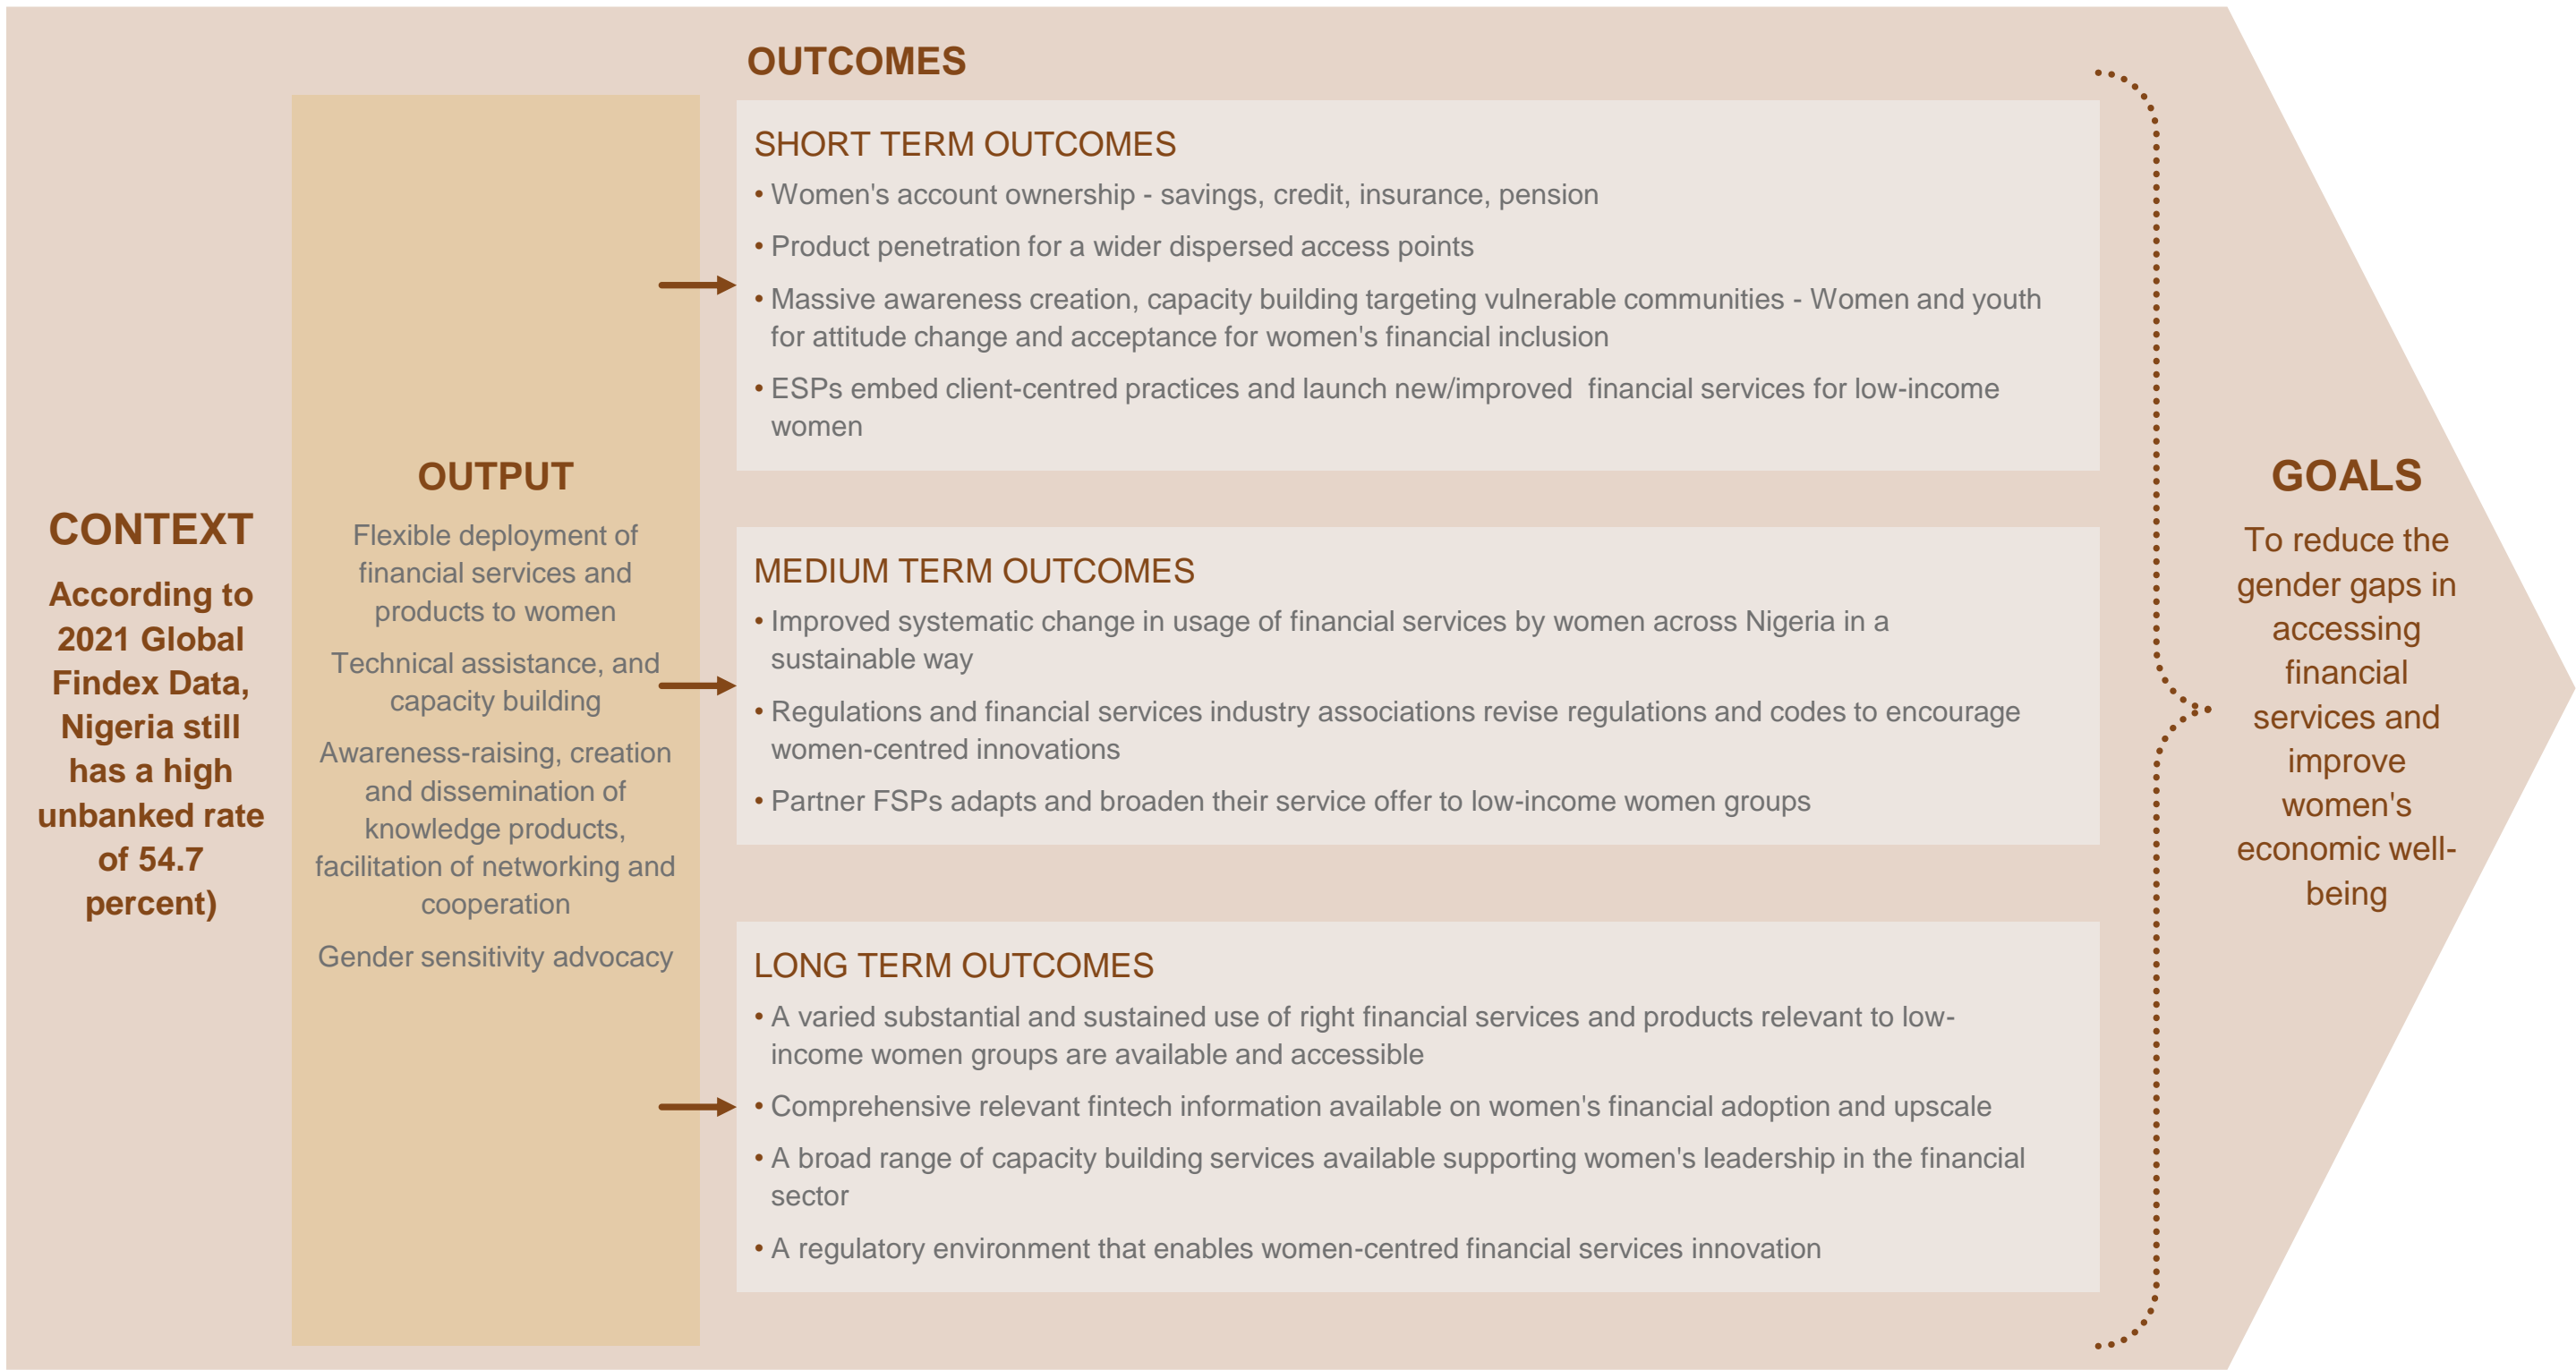 CONTEXT
According to
2021 Global
Findex Data,
Nigeria still
has a high
unbanked rate
of 54.7
percent)
OUTPUT
Flexible deployment of
financial services and
products to women
Technical assistance, and
capacity building
Awareness-raising, creation
and dissemination of
knowledge products,
facilitation of networking and
cooperation
Gender sensitivity advocacy
OUTCOMES
SHORT TERM OUTCOMES
• Women's account ownership - savings, credit, insurance, pension
• Product penetration for a wider dispersed access points
• Massive awareness creation, capacity building targeting vulnerable communities - Women and youth
for attitude change and acceptance for women's financial inclusion
• ESPs embed client-centred practices and launch new/improved  financial services for low-income
women
MEDIUM TERM OUTCOMES
• Improved systematic change in usage of financial services by women across Nigeria in a
sustainable way
• Regulations and financial services industry associations revise regulations and codes to encourage
women-centred innovations
• Partner FSPs adapts and broaden their service offer to low-income women groups
LONG TERM OUTCOMES
• A varied substantial and sustained use of right financial services and products relevant to low-
income women groups are available and accessible
• Comprehensive relevant fintech information available on women's financial adoption and upscale
• A broad range of capacity building services available supporting women's leadership in the financial
sector
• A regulatory environment that enables women-centred financial services innovation
GOALS
To reduce the
gender gaps in
accessing
financial
services and
improve
women's
economic well-
being